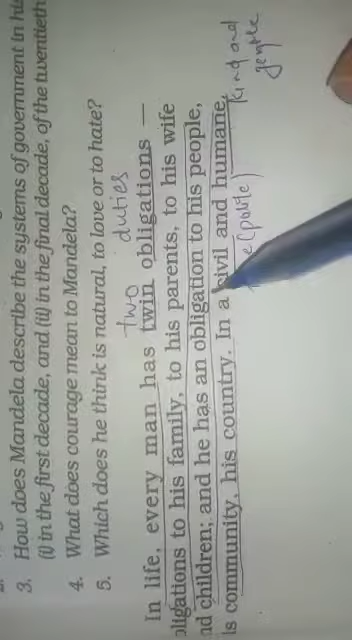 3. How does Mandela describe the systems of government in his
(i) in the first decade, and (ii) in the final decade, of the twentieth
4. What does courage mean to Mandela?
5. Which does he think is natural, to love or to hate?
two duties
In life, every man has twin obligations —
obligations to his family, to his parents, to his wife
nd children; and he has an obligation to his people,
is community, his country. In a civil and humane,
(polite)
kind and
gentle